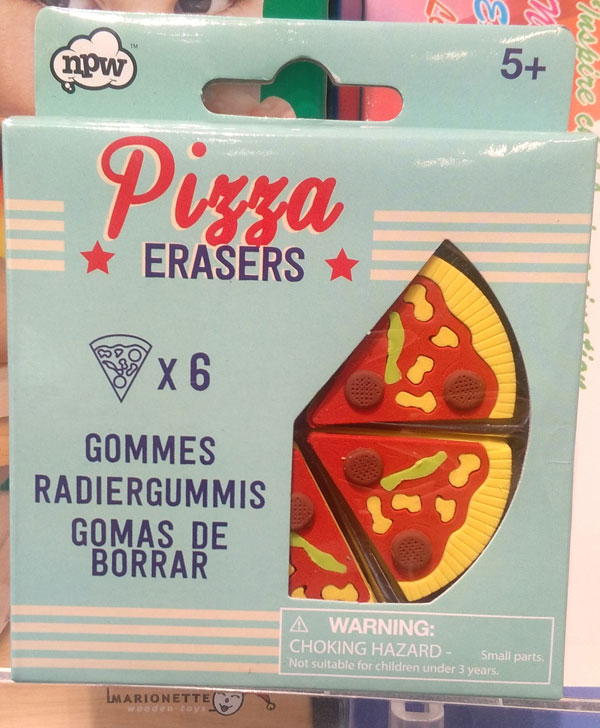 npw™
5+
Pizza
ERASERS
x 6
GOMMES
RADIERGUMMIS
GOMAS DE
BORRAR
WARNING:
CHOKING HAZARD - Small parts.
Not suitable for children under 3 years.
MARIONETTE
wooden toys